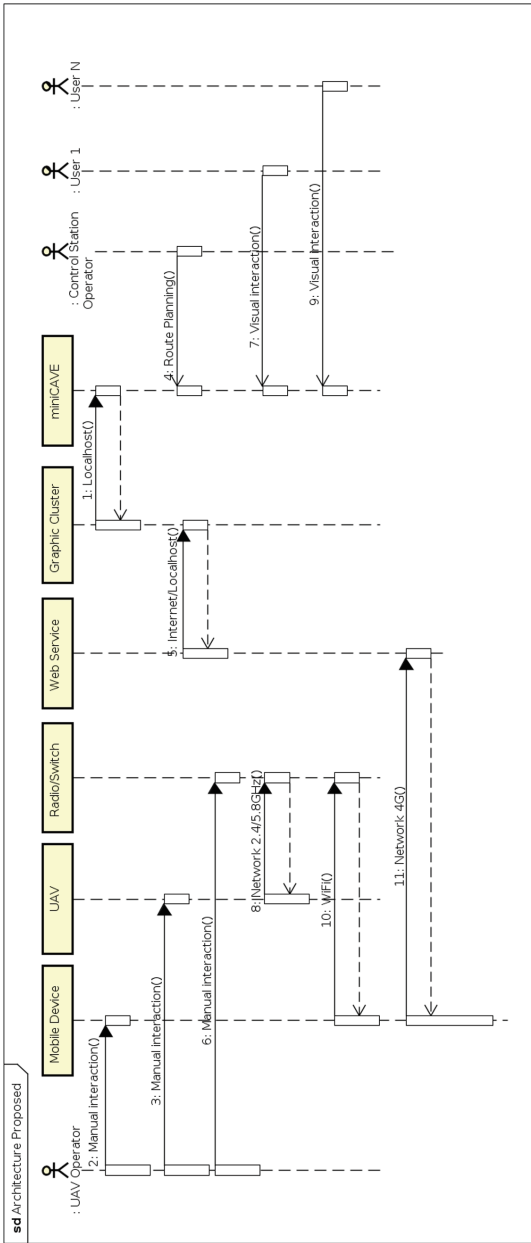 sd Architecture Proposed
: UAV Operator
Mobile Device
UAV
Radio/Switch
Web Service
Graphic Cluster
miniCAVE
: Control Station
Operator
: User 1
: User N
1: Localhost()
2: Manual interaction()
3: Manual interaction()
4: Route Planning()
5: Internet/Localhost()
6: Manual interaction()
7: Visual interaction()
8: Network 2.4/5.8GHz()
9: Visual Interaction()
10: WiFi()
11: Network 4G()